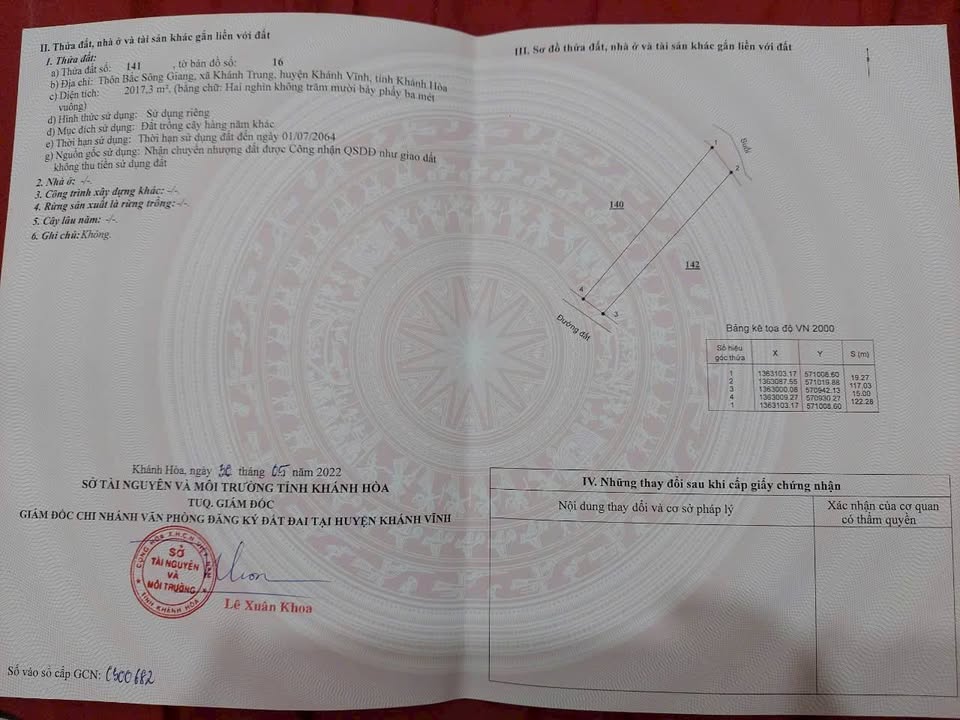 II. Thửa đất, nhà ở và tài sản khác gắn liền với đất
1. Thửa đất:
a) Thửa đất số: 141 , tờ bản đồ số: 16
b) Địa chỉ: Thôn Bắc Sông Giang, xã Khánh Trung, huyện Khánh Vĩnh, tỉnh Khánh Hòa
c) Diện tích: 2017,3 m², (bằng chữ: Hai nghìn không trăm mười bảy phẩy ba mét
vuông)
d) Hình thức sử dụng: Sử dụng riêng
đ) Mục đích sử dụng: Đất trồng cây hàng năm khác
e) Thời hạn sử dụng: Thời hạn sử dụng đất đến ngày 01/07/2064
g) Nguồn gốc sử dụng: Nhận chuyển nhượng đất được Công nhận QSDĐ như giao đất
không thu tiền sử dụng đất
2. Nhà ở: -/-
3. Công trình xây dựng khác: -/-
4. Rừng sản xuất là rừng trồng: -/-
5. Cây lâu năm: -/-
6. Ghi chú: Không.
Khánh Hòa, ngày 30 tháng 05 năm 2022
SỞ TÀI NGUYÊN VÀ MÔI TRƯỜNG TỈNH KHÁNH HÒA
TUQ. GIÁM ĐỐC
GIÁM ĐỐC CHI NHÁNH VĂN PHÒNG ĐĂNG KÝ ĐẤT ĐAI TẠI HUYỆN KHÁNH VĨNH
CỘNG HÒA X.H.C.N VIỆT NAM
SỞ
TÀI NGUYÊN
VÀ
MÔI TRƯỜNG
TỈNH KHÁNH HÒA
Lê Xuân Khoa
Số vào sổ cấp GCN: CS00682
III. Sơ đồ thửa đất, nhà ở và tài sản khác gắn liền với đất
1
Suối
2
140
142
4
3
Đường đất
Bảng kê tọa độ VN 2000
Số hiệu góc thửa X Y S (m)
1 1363103.17 571008.60
19.27
2 1363087.55 571019.88
117.03
3 1363000.08 570942.13
15.00
4 1363009.27 570930.27
122.28
1 1363103.17 571008.60
IV. Những thay đổi sau khi cấp giấy chứng nhận
Nội dung thay đổi và cơ sở pháp lý
Xác nhận của cơ quan
có thẩm quyền